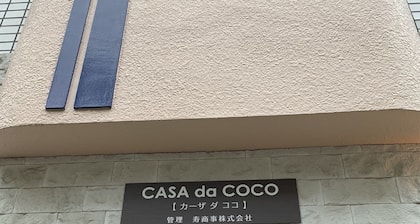 CASA da COCO
【 カーザ ダ ココ 】
管理　寿商事株式会社